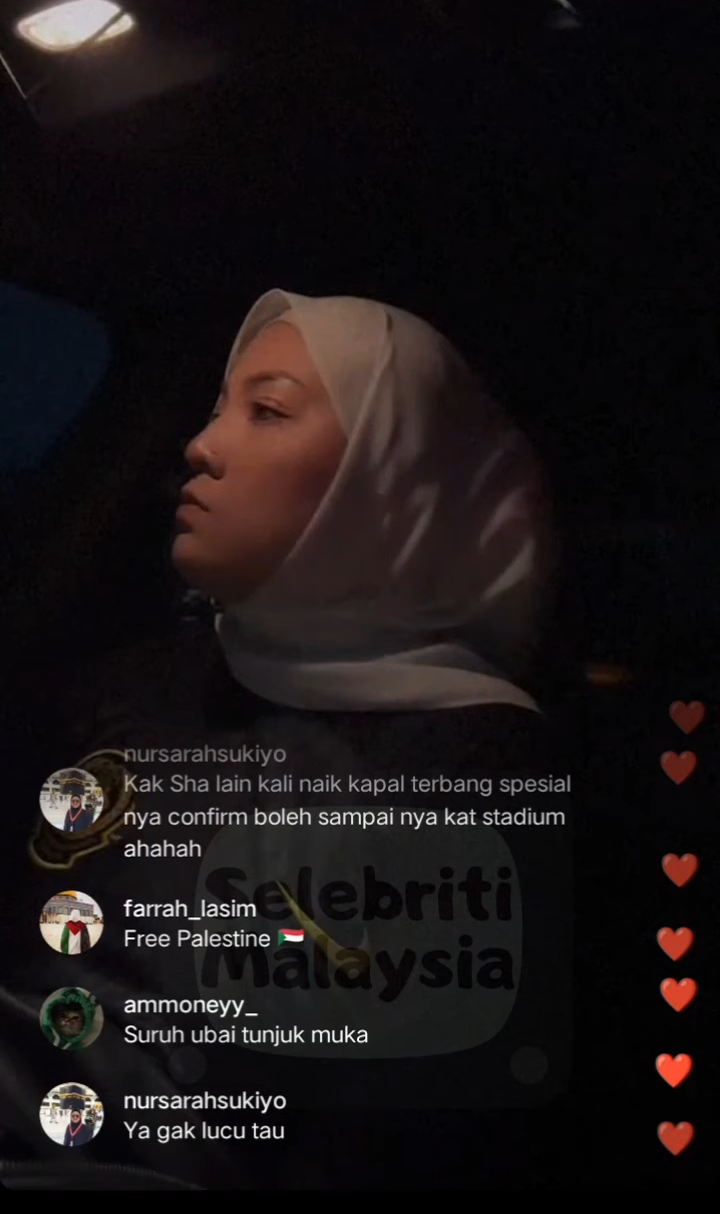 nursarahsukiyo
Kak Sha lain kali naik kapal terbang spesial
nya confirm boleh sampai nya kat stadium
ahahah
Selebriti
farrah_lasim
Free Palestine 🇸🇩
Malaysia
ammoneyy_
Suruh ubai tunjuk muka
nursarahsukiyo
Ya gak lucu tau